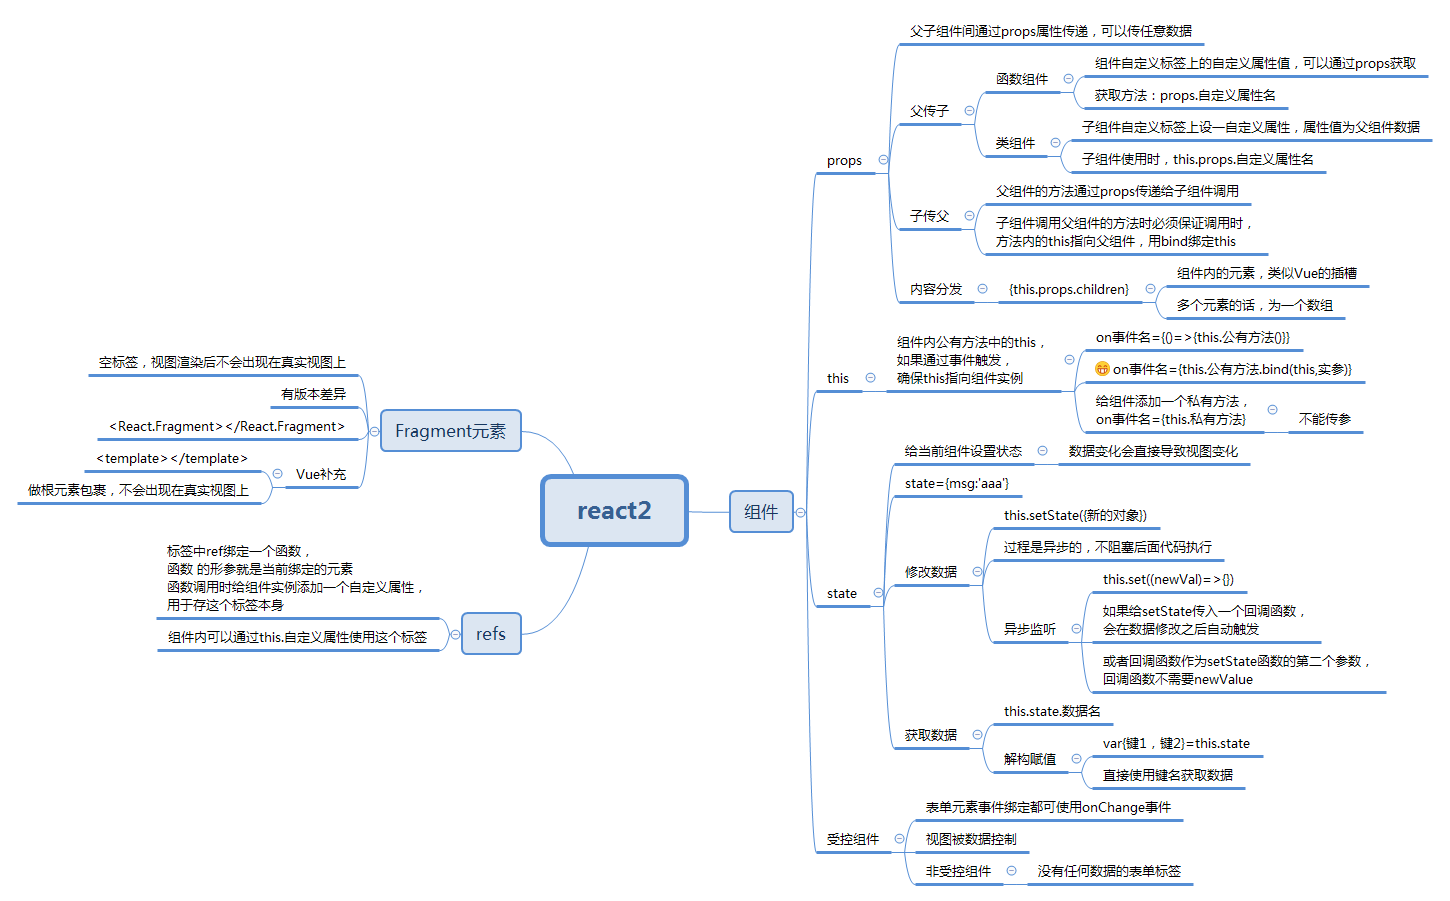 react2
组件
props
父子组件间通过props属性传递，可以传任意数据
父传子
函数组件
组件自定义标签上的自定义属性值，可以通过props获取
获取方法：props.自定义属性名
类组件
子组件自定义标签上设一自定义属性，属性值为父组件数据
子组件使用时，this.props.自定义属性名
子传父
父组件的方法通过props传递给子组件调用
子组件调用父组件的方法时必须保证调用时，
方法内的this指向父组件，用bind绑定this
内容分发
{this.props.children}
组件内的元素，类似Vue的插槽
多个元素的话，为一个数组
this
组件内公有方法中的this，
如果通过事件触发，
确保this指向组件实例
on事件名={()=>{this.公有方法()}}
on事件名={this.公有方法.bind(this,实参)}
给组件添加一个私有方法，
on事件名={this.私有方法}
不能传参
state
给当前组件设置状态
数据变化会直接导致视图变化
state={msg:'aaa'}
修改数据
this.setState({新的对象})
过程是异步的，不阻塞后面代码执行
异步监听
this.set((newVal)=>{})
如果给setState传入一个回调函数，
会在数据修改之后自动触发
或者回调函数作为setState函数的第二个参数，
回调函数不需要newValue
获取数据
this.state.数据名
解构赋值
var{键1，键2}=this.state
直接使用键名获取数据
受控组件
表单元素事件绑定都可使用onChange事件
视图被数据控制
非受控组件
没有任何数据的表单标签
Fragment元素
空标签，视图渲染后不会出现在真实视图上
有版本差异
<React.Fragment></React.Fragment>
Vue补充
<template></template>
做根元素包裹，不会出现在真实视图上
refs
标签中ref绑定一个函数，
函数 的形参就是当前绑定的元素
函数调用时给组件实例添加一个自定义属性，
用于存这个标签本身
组件内可以通过this.自定义属性使用这个标签